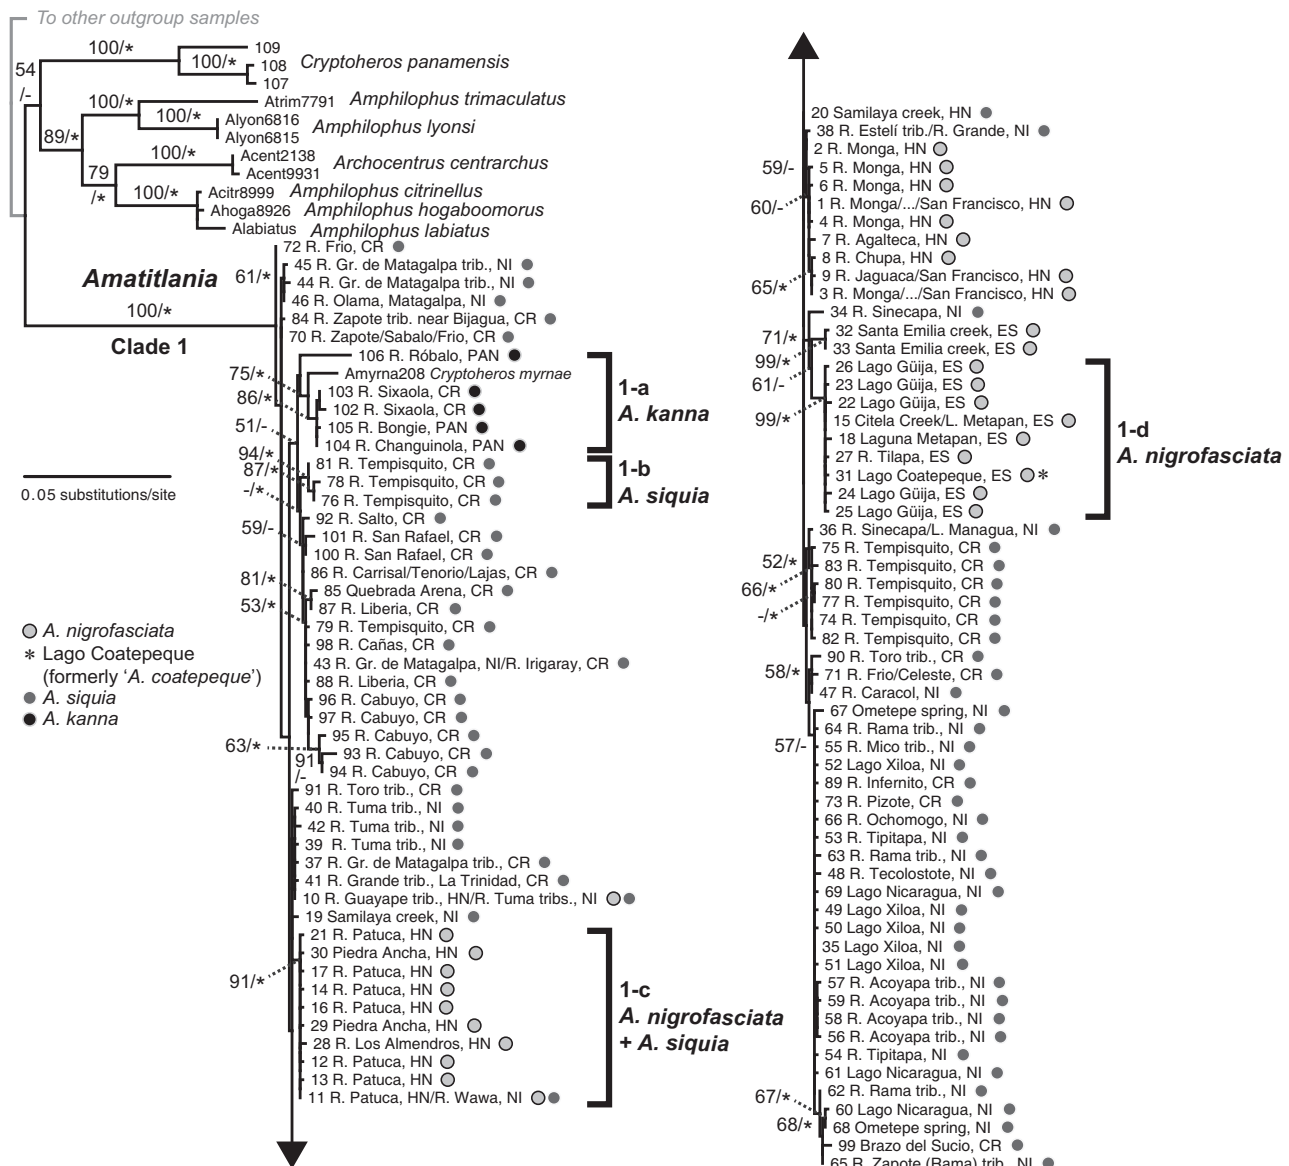 To other outgroup samples
100/*
109
100/*
108
107
Cryptoheros panamensis
54
/-
100/*
Atrim7791 Amphilophus trimaculatus
100/*
Alyon6816
Alyon6815
Amphilophus lyonsi
89/*
100/*
Acent2138
Acent9931
Archocentrus centrarchus
79
/*
100/*
Acitr8999 Amphilophus citrinellus
Ahoga8926 Amphilophus hogaboomorus
Alabiatus Amphilophus labiatus
Amatitlania
100/*
Clade 1
61/*
72 R. Frio, CR
45 R. Gr. de Matagalpa trib., NI
44 R. Gr. de Matagalpa trib., NI
46 R. Olama, Matagalpa, NI
84 R. Zapote trib. near Bijagua, CR
70 R. Zapote/Sabalo/Frio, CR
106 R. Róbalo, PAN
75/*
Amyrna208 Cryptoheros myrnae
86/*
103 R. Sixaola, CR
102 R. Sixaola, CR
51/-
105 R. Bongie, PAN
104 R. Changuinola, PAN
1-a
A. kanna
94/*
87/*
-/*
81 R. Tempisquito, CR
78 R. Tempisquito, CR
76 R. Tempisquito, CR
1-b
A. siquia
0.05 substitutions/site
59/-
92 R. Salto, CR
101 R. San Rafael, CR
100 R. San Rafael, CR
86 R. Carrisal/Tenorio/Lajas, CR
81/*
85 Quebrada Arena, CR
53/*
87 R. Liberia, CR
79 R. Tempisquito, CR
98 R. Cañas, CR
43 R. Gr. de Matagalpa, NI/R. Irigaray, CR
88 R. Liberia, CR
96 R. Cabuyo, CR
97 R. Cabuyo, CR
63/*
91
/-
95 R. Cabuyo, CR
93 R. Cabuyo, CR
94 R. Cabuyo, CR
A. nigrofasciata
* Lago Coatepeque
(formerly 'A. coatepeque')
A. siquia
A. kanna
91 R. Toro trib., CR
40 R. Tuma trib., NI
42 R. Tuma trib., NI
39 R. Tuma trib., NI
37 R. Gr. de Matagalpa trib., CR
41 R. Grande trib., La Trinidad, CR
10 R. Guayape trib., HN/R. Tuma tribs., NI
19 Samilaya creek, NI
91/*
21 R. Patuca, HN
30 Piedra Ancha, HN
17 R. Patuca, HN
14 R. Patuca, HN
16 R. Patuca, HN
29 Piedra Ancha, HN
28 R. Los Almendros, HN
12 R. Patuca, HN
13 R. Patuca, HN
11 R. Patuca, HN/R. Wawa, NI
1-c
A. nigrofasciata
+ A. siquia
20 Samilaya creek, HN
38 R. Estelí trib./R. Grande, NI
2 R. Monga, HN
59/-
5 R. Monga, HN
6 R. Monga, HN
60/-
1 R. Monga/.../San Francisco, HN
4 R. Monga, HN
7 R. Agalteca, HN
8 R. Chupa, HN
65/*
9 R. Jaguaca/San Francisco, HN
3 R. Monga/.../San Francisco, HN
34 R. Sinecapa, NI
71/*
32 Santa Emilia creek, ES
99/*
33 Santa Emilia creek, ES
61/-
26 Lago Güija, ES
23 Lago Güija, ES
99/*
22 Lago Güija, ES
15 Citela Creek/L. Metapan, ES
18 Laguna Metapan, ES
27 R. Tilapa, ES
31 Lago Coatepeque, ES *
24 Lago Güija, ES
25 Lago Güija, ES
1-d
A. nigrofasciata
36 R. Sinecapa/L. Managua, NI
52/*
75 R. Tempisquito, CR
83 R. Tempisquito, CR
66/*
80 R. Tempisquito, CR
77 R. Tempisquito, CR
-/*
74 R. Tempisquito, CR
82 R. Tempisquito, CR
58/*
90 R. Toro trib., CR
71 R. Frio/Celeste, CR
47 R. Caracol, NI
57/-
67 Ometepe spring, NI
64 R. Rama trib., NI
55 R. Mico trib., NI
52 Lago Xiloa, NI
89 R. Infernito, CR
73 R. Pizote, CR
66 R. Ochomogo, NI
53 R. Tipitapa, NI
63 R. Rama trib., NI
48 R. Tecolostote, NI
69 Lago Nicaragua, NI
49 Lago Xiloa, NI
50 Lago Xiloa, NI
35 Lago Xiloa, NI
51 Lago Xiloa, NI
57 R. Acoyapa trib., NI
59 R. Acoyapa trib., NI
58 R. Acoyapa trib., NI
56 R. Acoyapa trib., NI
54 R. Tipitapa, NI
61 Lago Nicaragua, NI
67/*
62 R. Rama trib., NI
60 Lago Nicaragua, NI
68/*
68 Ometepe spring, NI
99 Brazo del Sucio, CR
65 R. Zapote (Rama) trib., NI